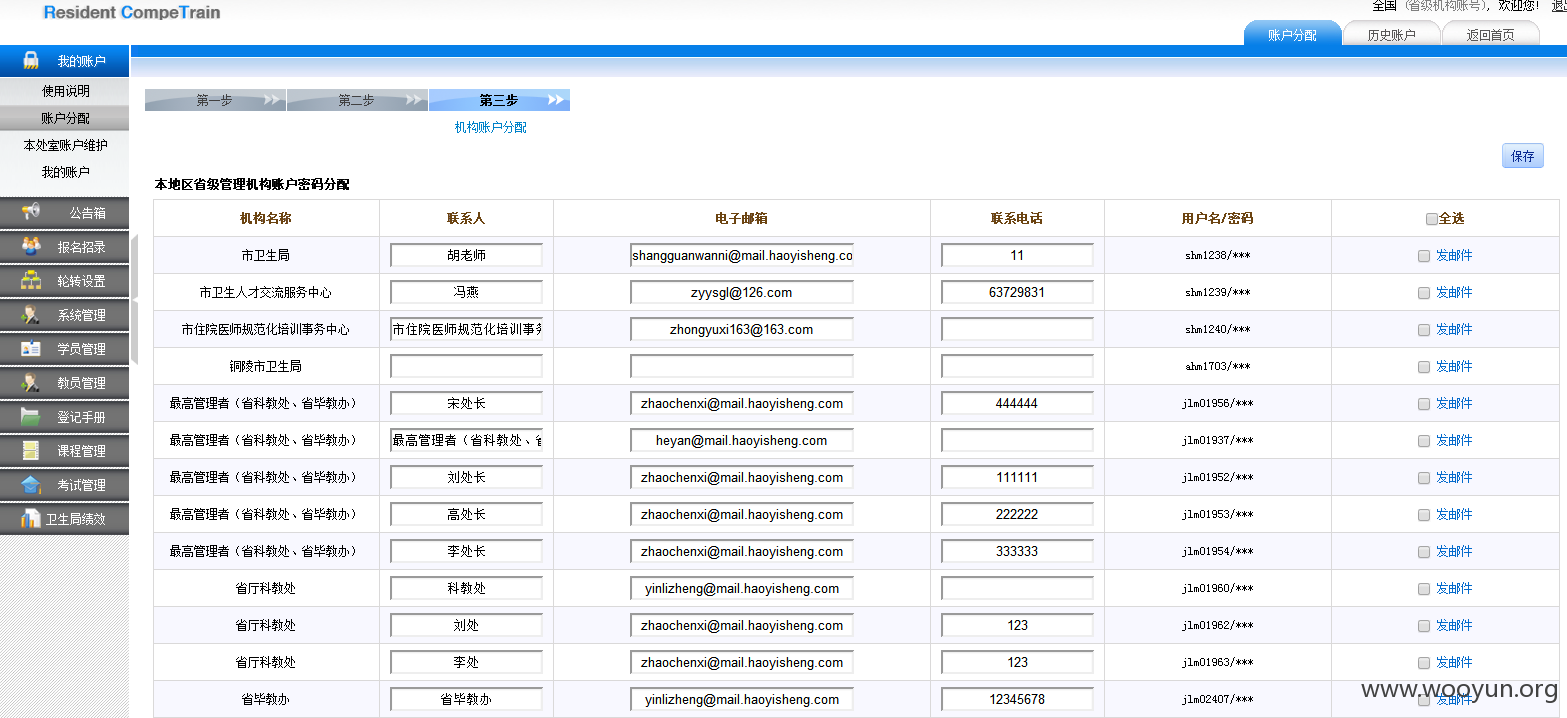 Resident CompeTrain
全国（省级机构账号），欢迎您！
账户分配 历史账户 返回首页
我的账户
使用说明
账户分配
本处室账户维护
我的账户
公告箱
报名招录
轮转设置
系统管理
学员管理
教员管理
登记手册
课程管理
考试管理
卫生局绩效
第一步 第二步 第三步
机构账户分配
保存
本地区省级管理机构账户密码分配
机构名称 联系人 电子邮箱 联系电话 用户名/密码 全选
市卫生局 胡老师 shangguanwanni@mail.haoyisheng.co 11 shm1238/*** 发邮件
市卫生人才交流服务中心 冯燕 zyysgl@126.com 63729831 shm1239/*** 发邮件
市住院医师规范化培训事务中心 市住院医师规范化培训事务 zhongyuxi163@163.com shm1240/*** 发邮件
铜陵市卫生局 ahm1703/*** 发邮件
最高管理者（省科教处、省毕教办） 宋处长 zhaochenxi@mail.haoyisheng.com 444444 jlm01956/*** 发邮件
最高管理者（省科教处、省毕教办） 最高管理者（省科教处、省 heyan@mail.haoyisheng.com jlm01937/*** 发邮件
最高管理者（省科教处、省毕教办） 刘处长 zhaochenxi@mail.haoyisheng.com 111111 jlm01952/*** 发邮件
最高管理者（省科教处、省毕教办） 高处长 zhaochenxi@mail.haoyisheng.com 222222 jlm01953/*** 发邮件
最高管理者（省科教处、省毕教办） 李处长 zhaochenxi@mail.haoyisheng.com 333333 jlm01954/*** 发邮件
省厅科教处 科教处 yinlizheng@mail.haoyisheng.com jlm01960/*** 发邮件
省厅科教处 刘处 zhaochenxi@mail.haoyisheng.com 123 jlm01962/*** 发邮件
省厅科教处 李处 zhaochenxi@mail.haoyisheng.com 123 jlm01963/*** 发邮件
省毕教办 省毕教办 yinlizheng@mail.haoyisheng.com 12345678 jlm02407/*** 发邮件
www.wooyun.org